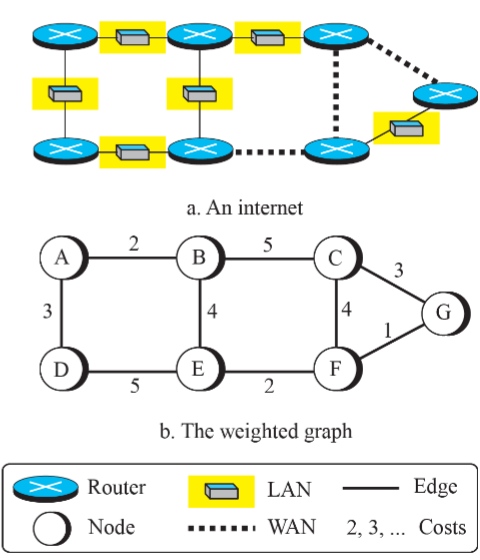 a. An internet
A 2 B 5 C
3
3 4 4 G
1
D 5 E 2 F
b. The weighted graph
Router LAN Edge
Node WAN 2, 3, ... Costs